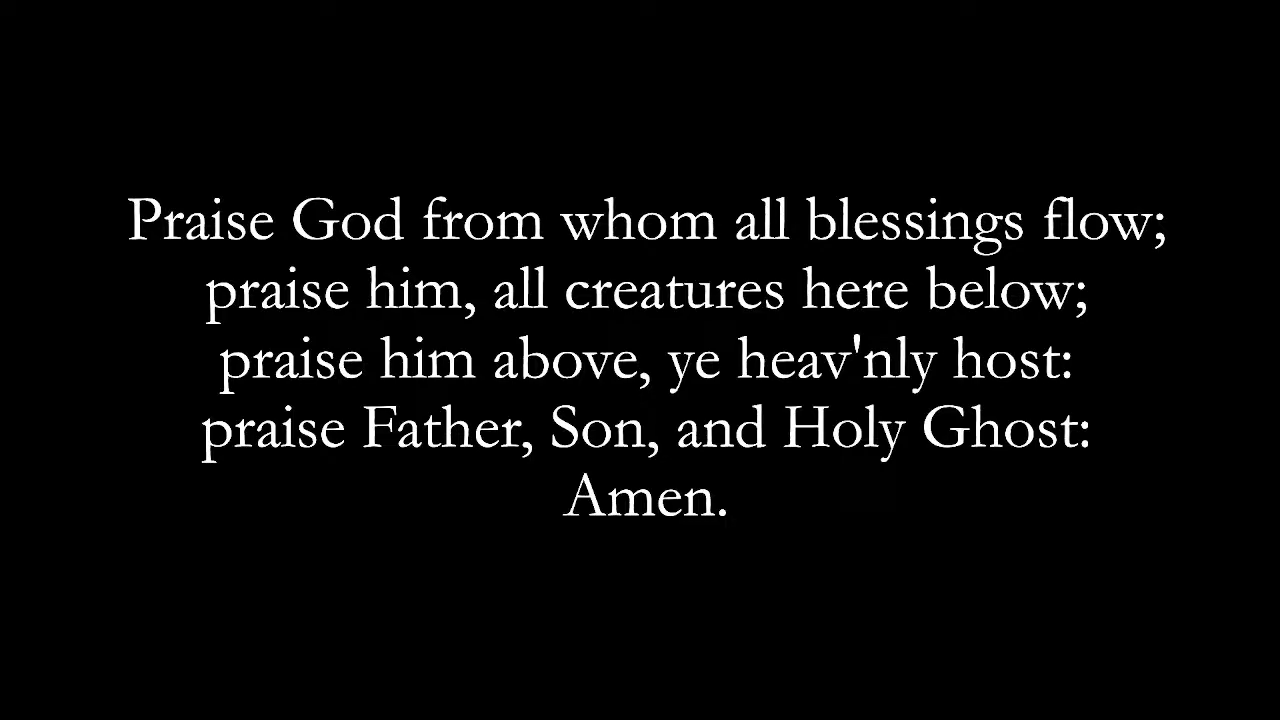 Praise God from whom all blessings flow;
praise him, all creatures here below;
praise him above, ye heav'nly host:
praise Father, Son, and Holy Ghost:
Amen.